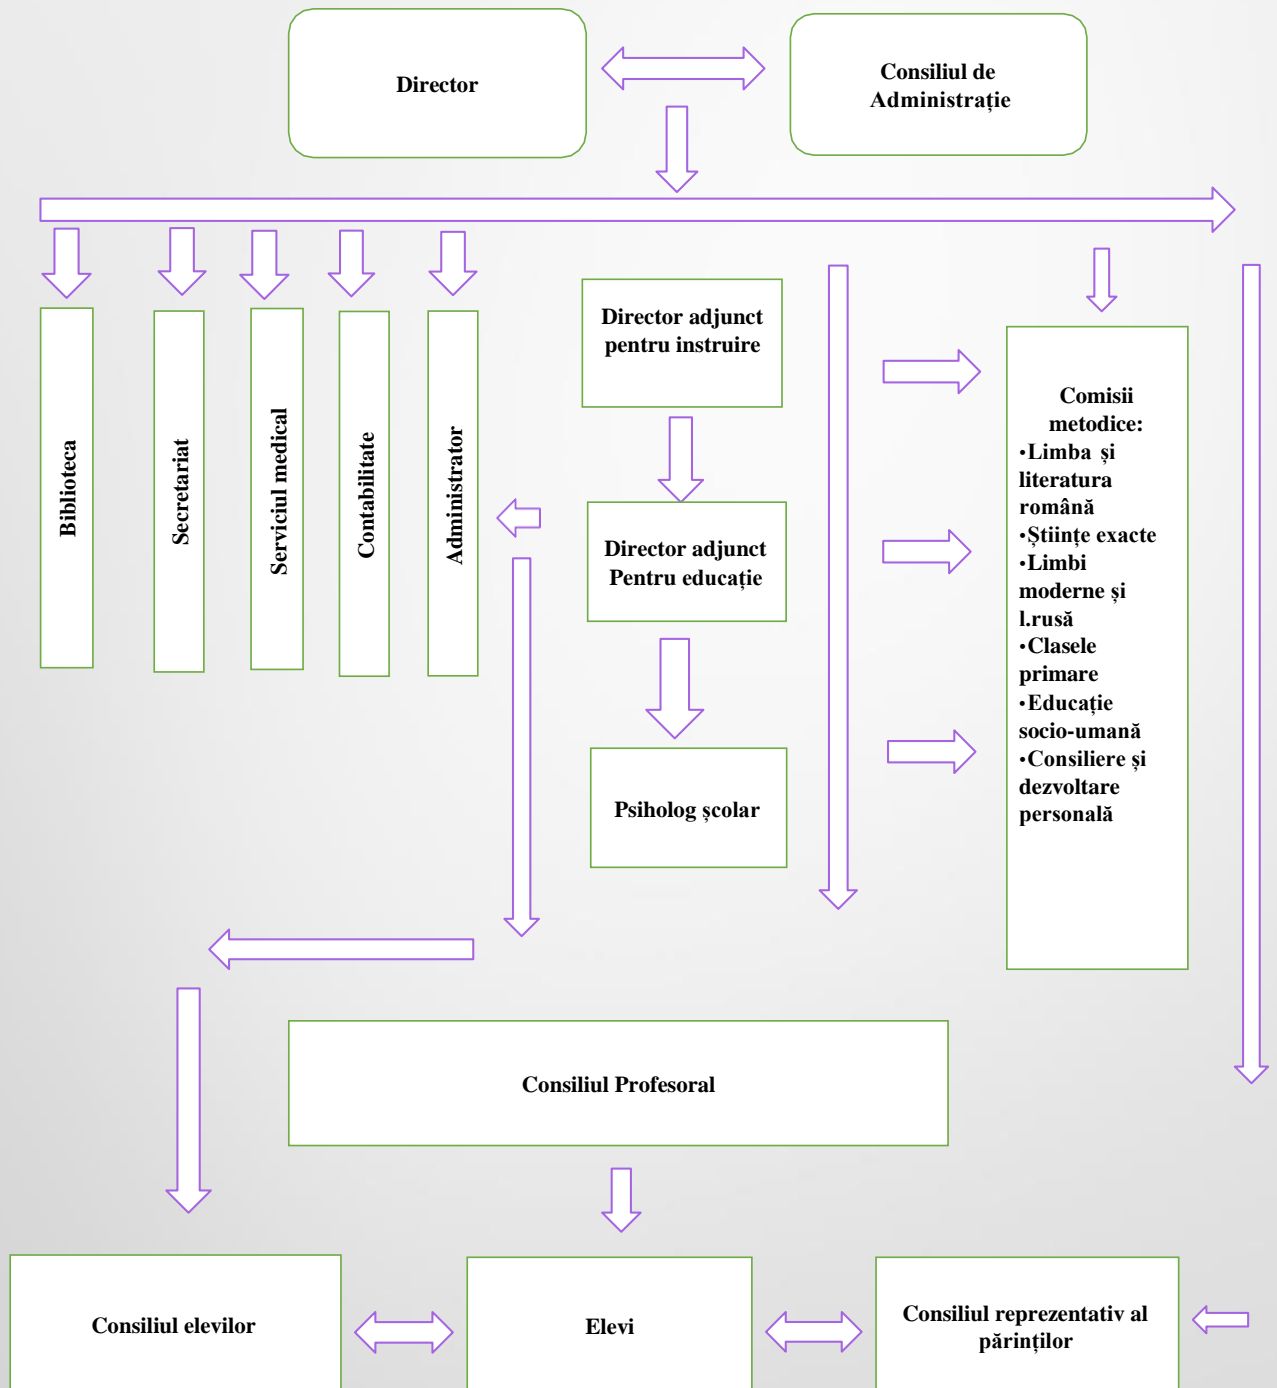 Director
Consiliul de
Administrație
Biblioteca
Secretariat
Serviciul medical
Contabilitate
Administrator
Director adjunct
pentru instruire
Director adjunct
Pentru educație
Psiholog școlar
Comisii
metodice:
•Limba și
literatura
română
•Științe exacte
•Limbi
moderne și
l.rusă
•Clasele
primare
•Educație
socio-umană
•Consiliere și
dezvoltare
personală
Consiliul Profesoral
Consiliul elevilor
Elevi
Consiliul reprezentativ al
părinților